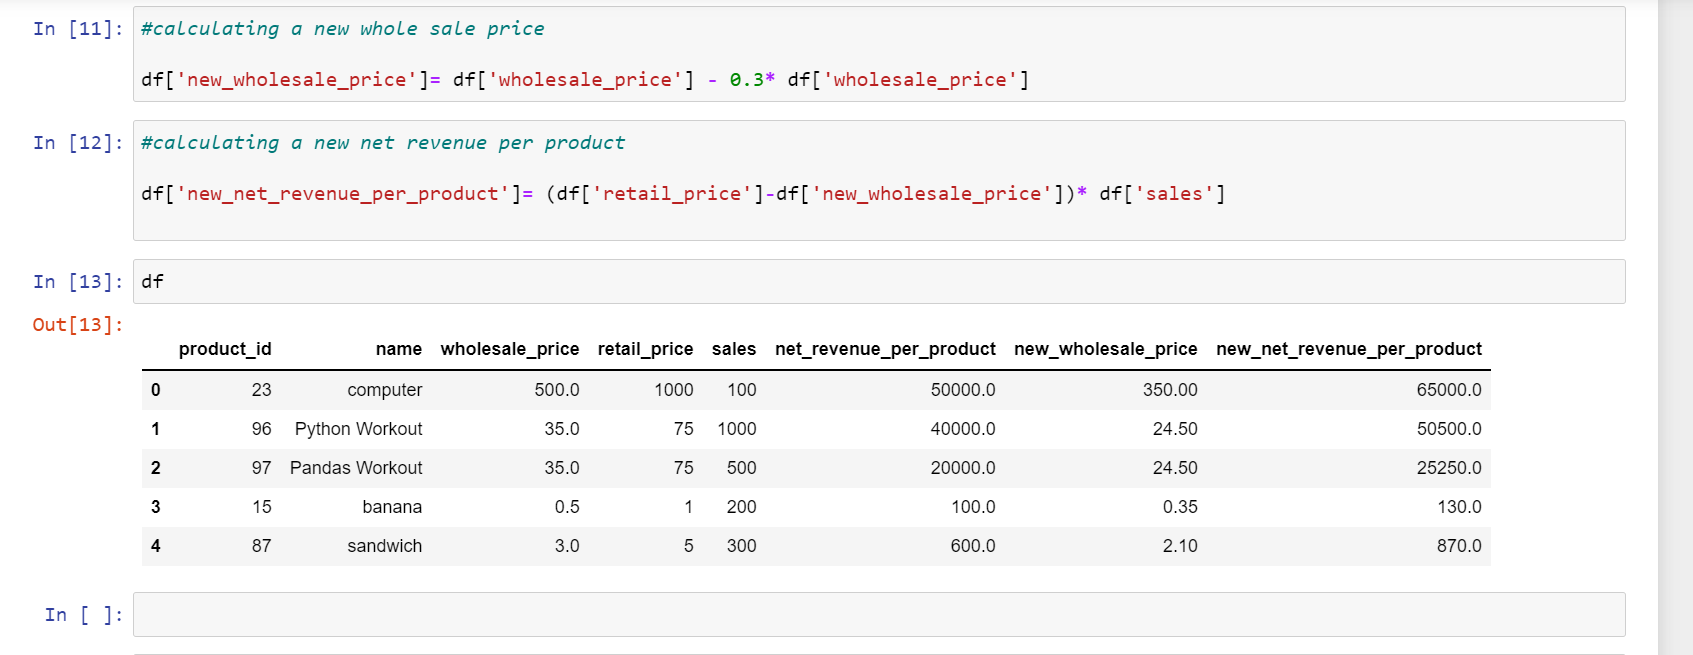 In [11]: #calculating a new whole sale price
df['new_wholesale_price']= df['wholesale_price'] - 0.3* df['wholesale_price']
In [12]: #calculating a new net revenue per product
df['new_net_revenue_per_product']= (df['retail_price']-df['new_wholesale_price'])* df['sales']
In [13]: df
Out[13]:
product_id name wholesale_price retail_price sales net_revenue_per_product new_wholesale_price new_net_revenue_per_product
0 23 computer 500.0 1000 100 50000.0 350.00 65000.0
1 96 Python Workout 35.0 75 1000 40000.0 24.50 50500.0
2 97 Pandas Workout 35.0 75 500 20000.0 24.50 25250.0
3 15 banana 0.5 1 200 100.0 0.35 130.0
4 87 sandwich 3.0 5 300 600.0 2.10 870.0
In [ ]: